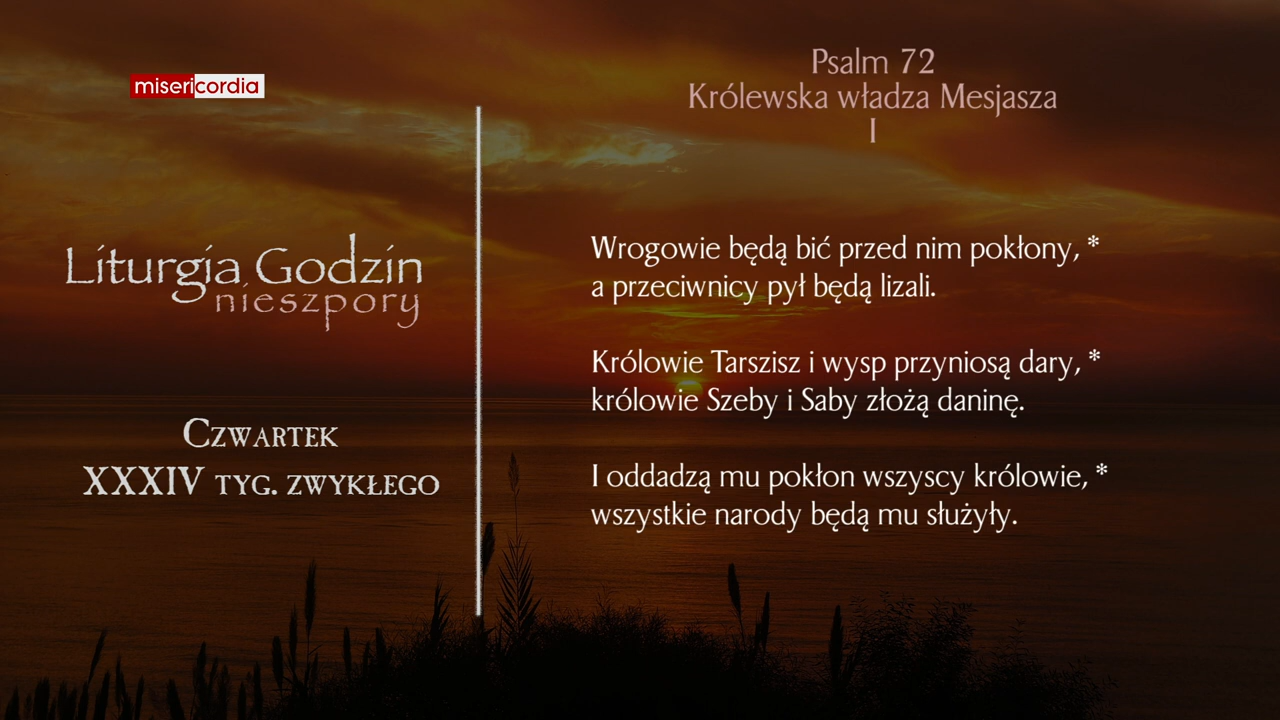 misericordia
Liturgia Godzin
nieszpory
Czwartek
XXXIV tyg. zwykłego
Psalm 72
Królewska władza Mesjasza
I
Wrogowie będą bić przed nim pokłony, *
a przeciwnicy pył będą lizali.
Królowie Tarszisz i wysp przyniosą dary, *
królowie Szeby i Saby złożą daninę.
I oddadzą mu pokłon wszyscy królowie, *
wszystkie narody będą mu służyły.